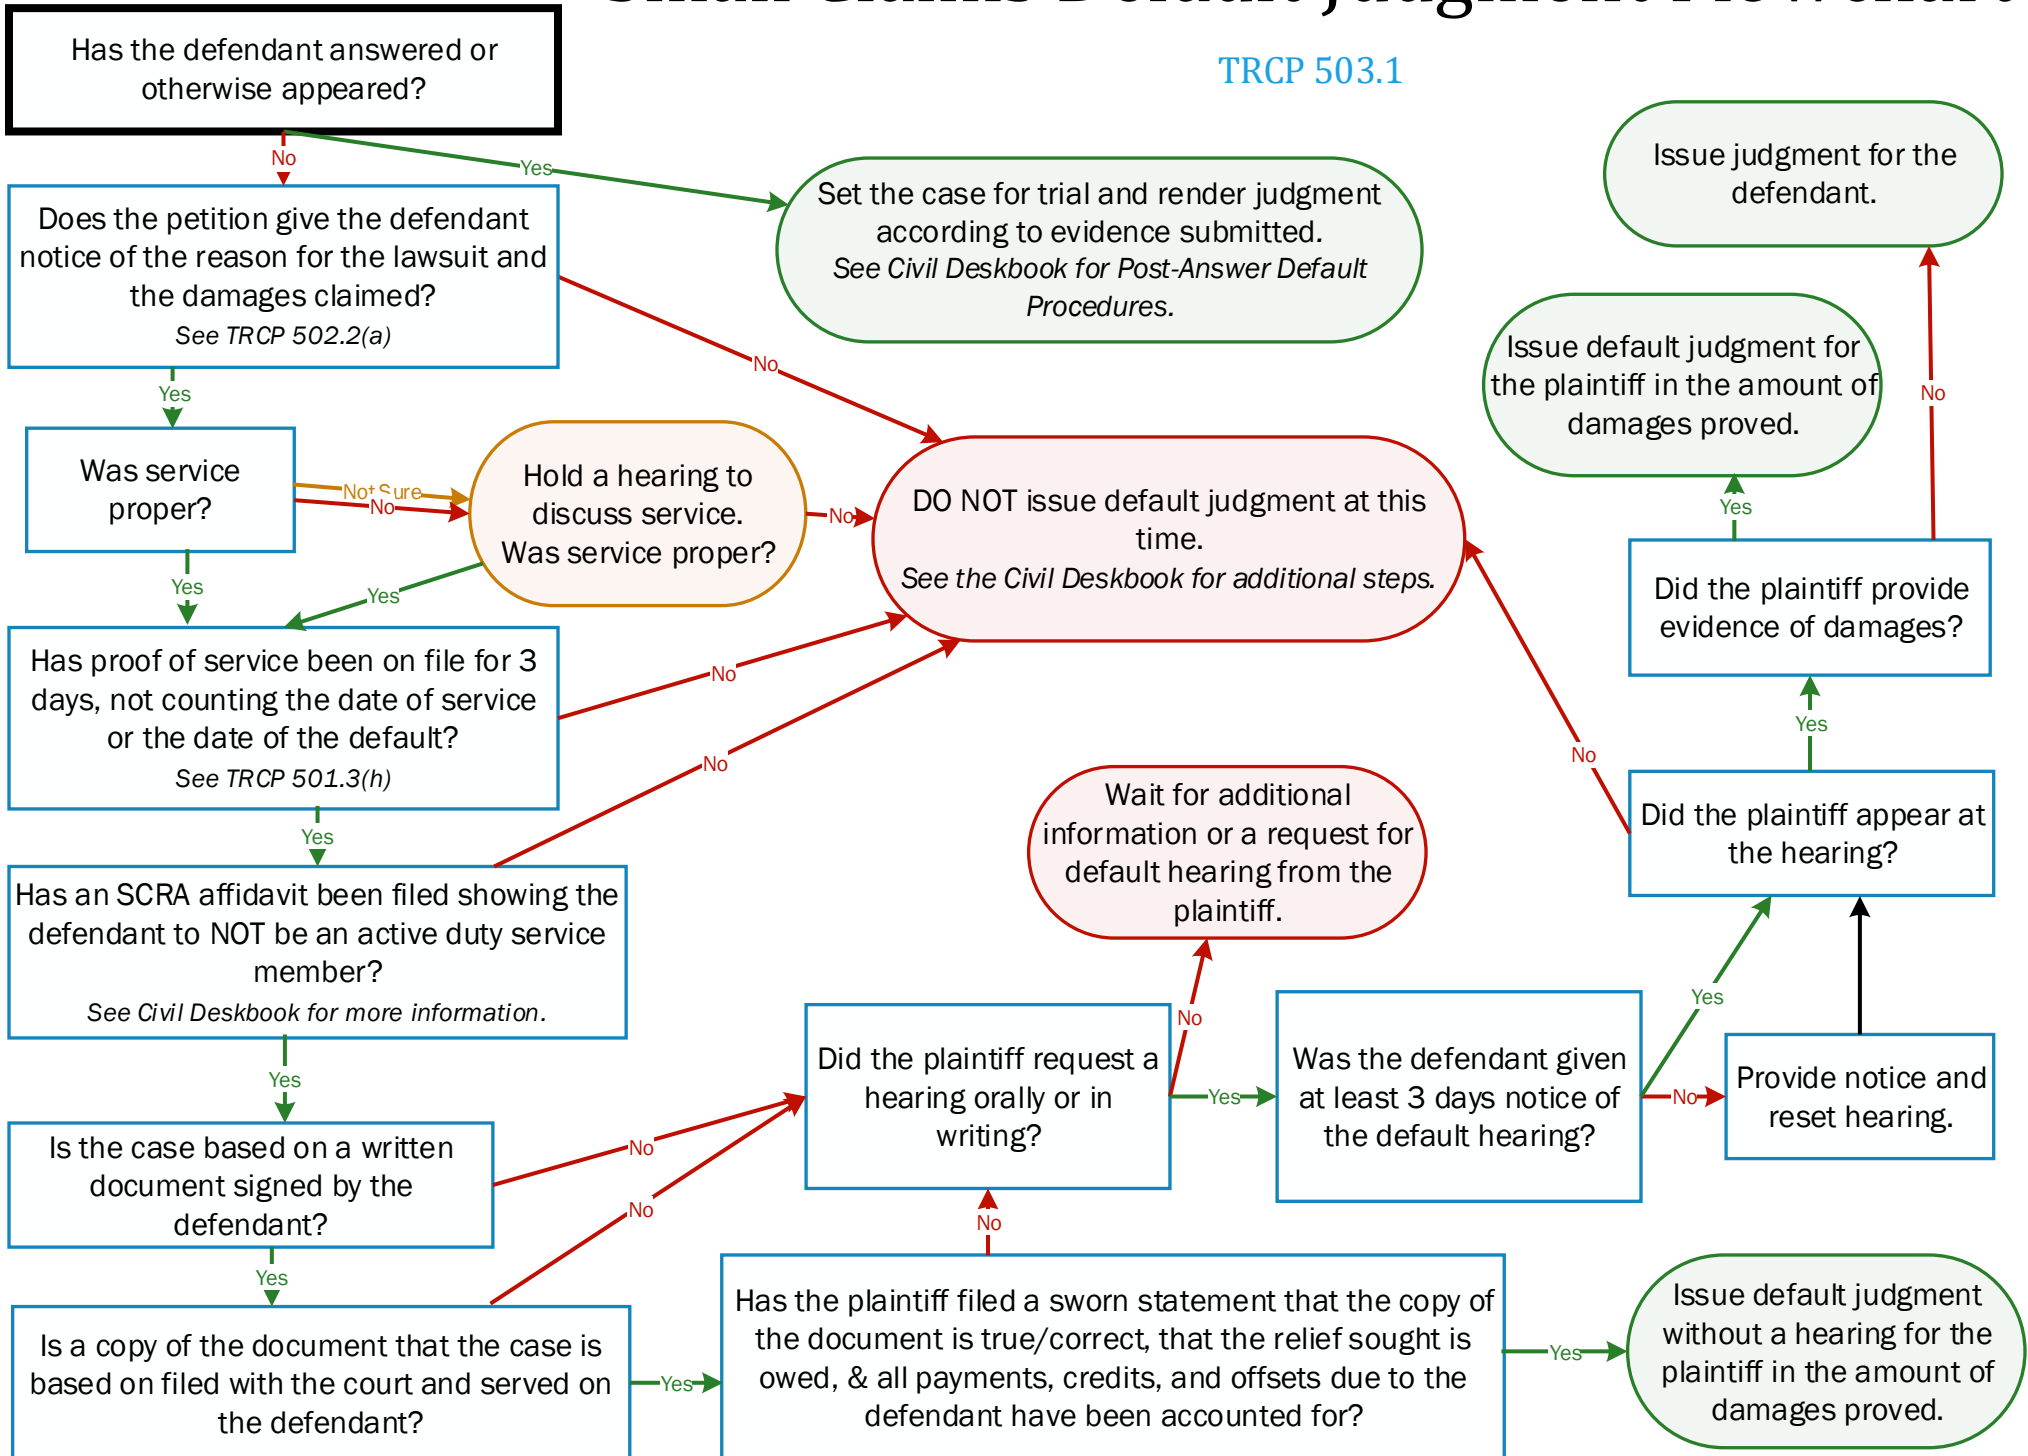 Small Claims Default Judgment Flowchart
TRCP 503.1
Has the defendant answered or
otherwise appeared?
No
Yes
Set the case for trial and render judgment
according to evidence submitted.
See Civil Deskbook for Post-Answer Default
Procedures.
Does the petition give the defendant
notice of the reason for the lawsuit and
the damages claimed?
See TRCP 502.2(a)
No
Yes
Was service
proper?
Not Sure
No
Yes
Hold a hearing to
discuss service.
Was service proper?
No
Yes
DO NOT issue default judgment at this
time.
See the Civil Deskbook for additional steps.
Has proof of service been on file for 3
days, not counting the date of service
or the date of the default?
See TRCP 501.3(h)
No
Yes
Has an SCRA affidavit been filed showing the
defendant to NOT be an active duty service
member?
See Civil Deskbook for more information.
No
Yes
Is the case based on a written
document signed by the
defendant?
No
Yes
Is a copy of the document that the case is
based on filed with the court and served on
the defendant?
No
Yes
Has the plaintiff filed a sworn statement that the copy of
the document is true/correct, that the relief sought is
owed, & all payments, credits, and offsets due to the
defendant have been accounted for?
No
Yes
Issue default judgment
without a hearing for the
plaintiff in the amount of
damages proved.
Did the plaintiff request a
hearing orally or in
writing?
No
Yes
Wait for additional
information or a request for
default hearing from the
plaintiff.
Was the defendant given
at least 3 days notice of
the default hearing?
Yes
No
Provide notice and
reset hearing.
Did the plaintiff appear at
the hearing?
No
Yes
Did the plaintiff provide
evidence of damages?
Yes
No
Issue default judgment for
the plaintiff in the amount of
damages proved.
Issue judgment for the
defendant.